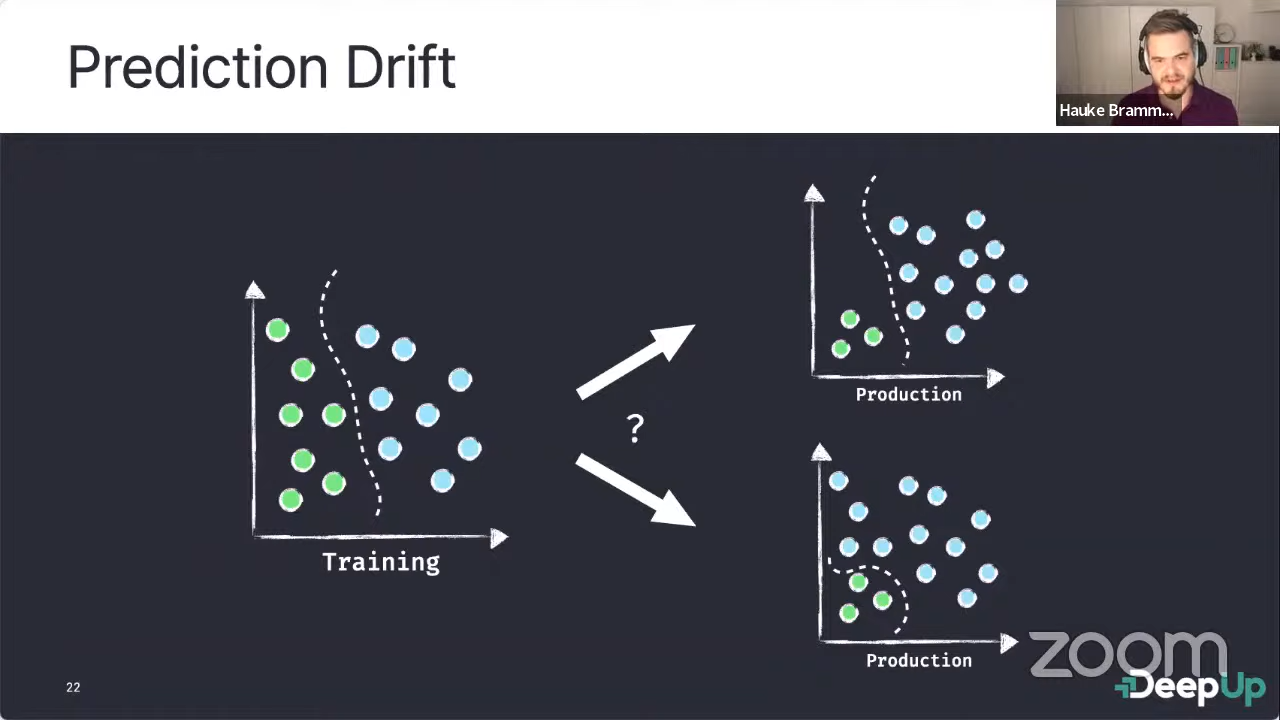 Prediction Drift
Hauke Bramm...
?
Training
Production
Production
22
zoom
DeepUp